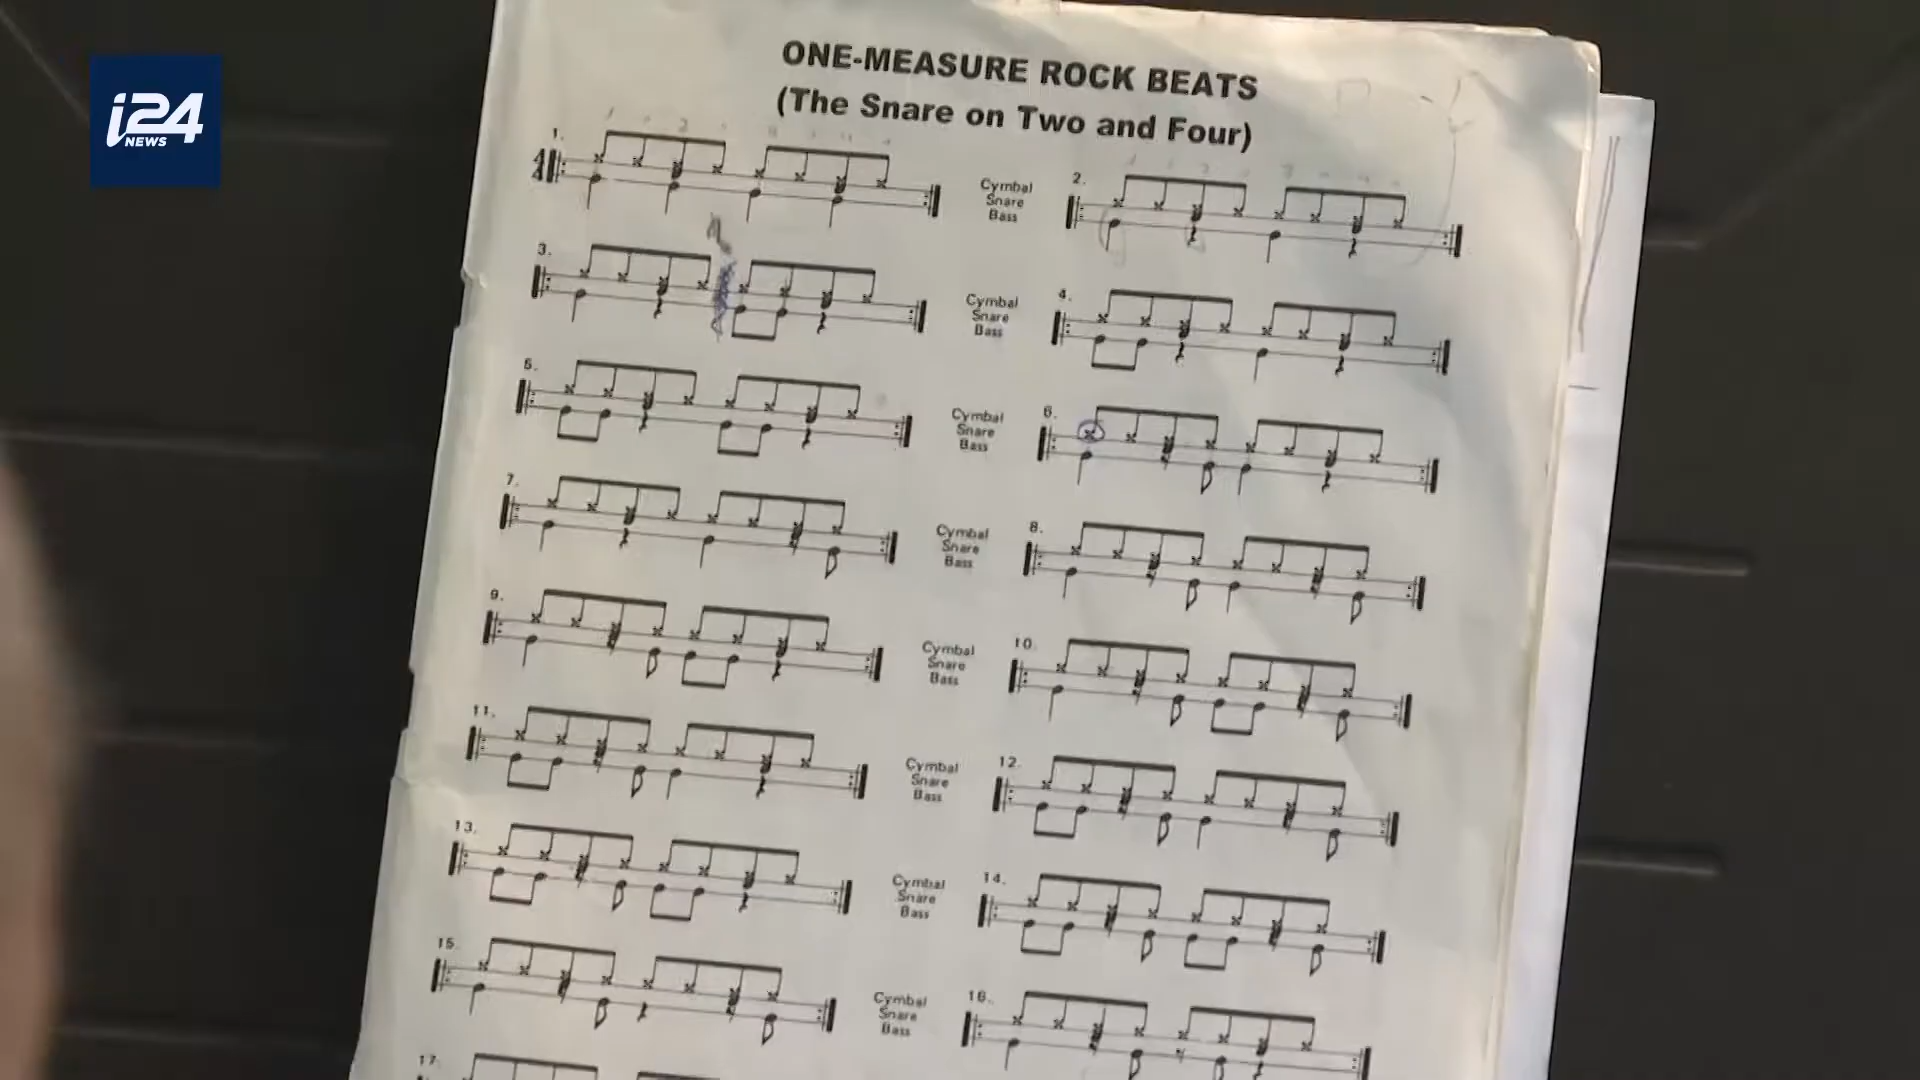 i24
NEWS
ONE-MEASURE ROCK BEATS
(The Snare on Two and Four)
1.
4
4
Cymbal
Snare
Bass
2.
3.
Cymbal
Snare
Bass
4.
5.
Cymbal
Snare
Bass
6.
7.
Cymbal
Snare
Bass
8.
9.
Cymbal
Snare
Bass
10.
11.
Cymbal
Snare
Bass
12.
13.
Cymbal
Snare
Bass
14.
15.
Cymbal
Snare
Bass
16.
17.